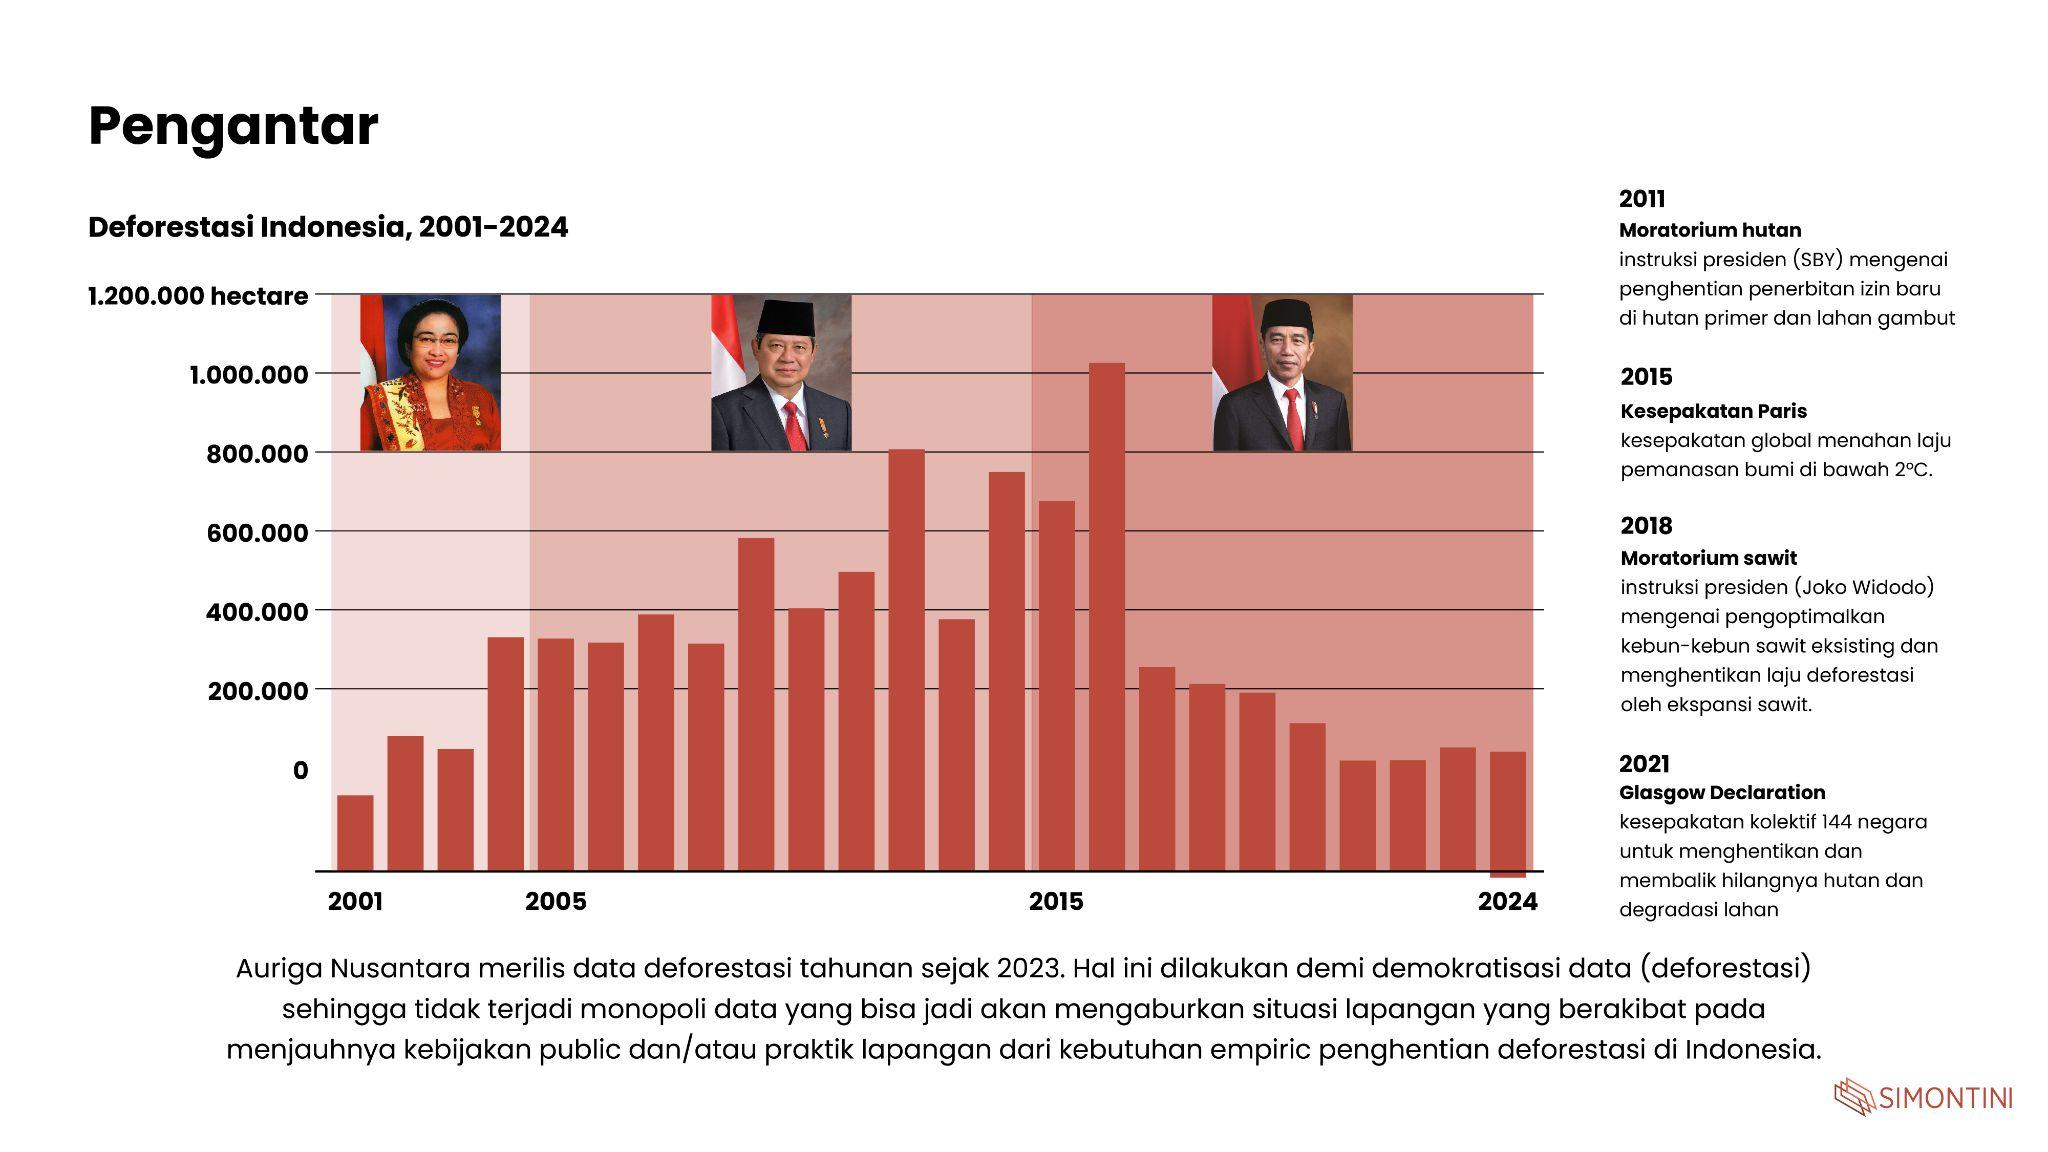 Pengantar
Deforestasi Indonesia, 2001-2024
1.200.000 hectare
1.000.000
800.000
600.000
400.000
200.000
0
2001
2005
2015
2024
2011
Moratorium hutan
instruksi presiden (SBY) mengenai
penghentian penerbitan izin baru
di hutan primer dan lahan gambut
2015
Kesepakatan Paris
kesepakatan global menahan laju
pemanasan bumi di bawah 2°C.
2018
Moratorium sawit
instruksi presiden (Joko Widodo)
mengenai pengoptimalkan
kebun-kebun sawit eksisting dan
menghentikan laju deforestasi
oleh ekspansi sawit.
2021
Glasgow Declaration
kesepakatan kolektif 144 negara
untuk menghentikan dan
membalik hilangnya hutan dan
degradasi lahan
Auriga Nusantara merilis data deforestasi tahunan sejak 2023. Hal ini dilakukan demi demokratisasi data (deforestasi)
sehingga tidak terjadi monopoli data yang bisa jadi akan mengaburkan situasi lapangan yang berakibat pada
menjauhnya kebijakan public dan/atau praktik lapangan dari kebutuhan empiric penghentian deforestasi di Indonesia.
SIMONTINI